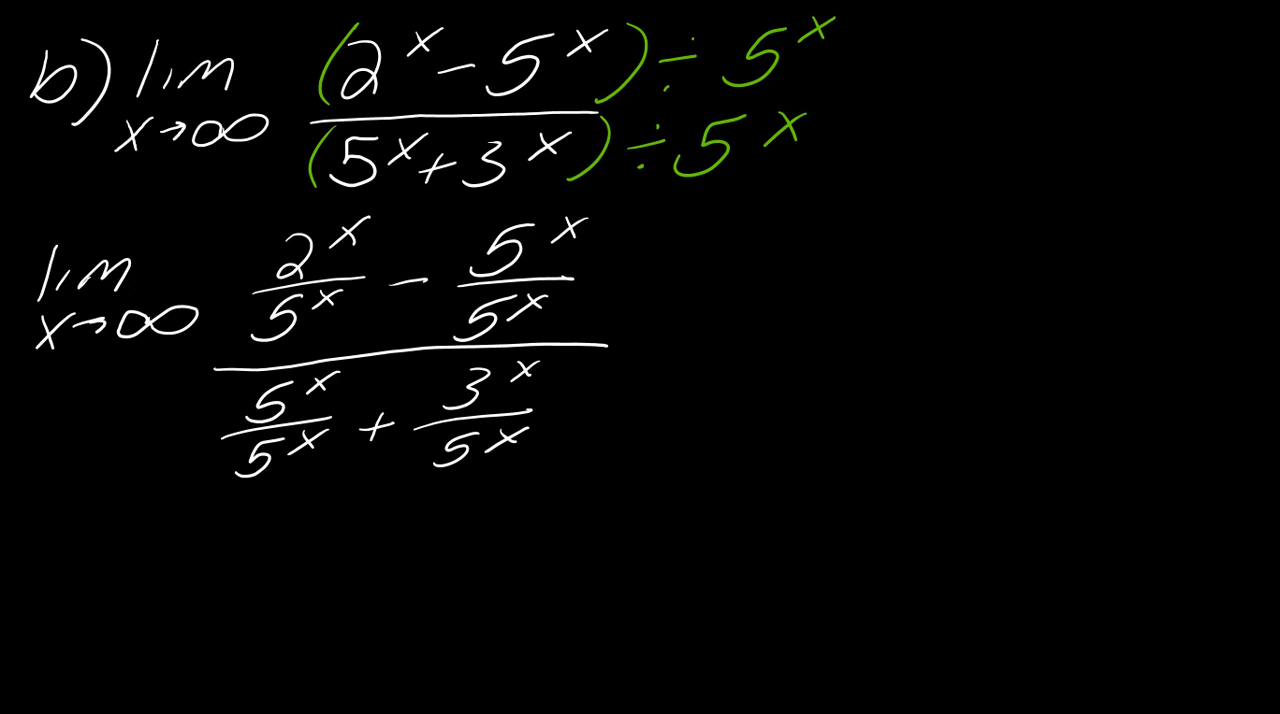 b) lim x→∞ (2^x - 5^x) ÷ 5^x / (5^x + 3^x) ÷ 5^x
lim x→∞ (2^x/5^x - 5^x/5^x) / (5^x/5^x + 3^x/5^x)